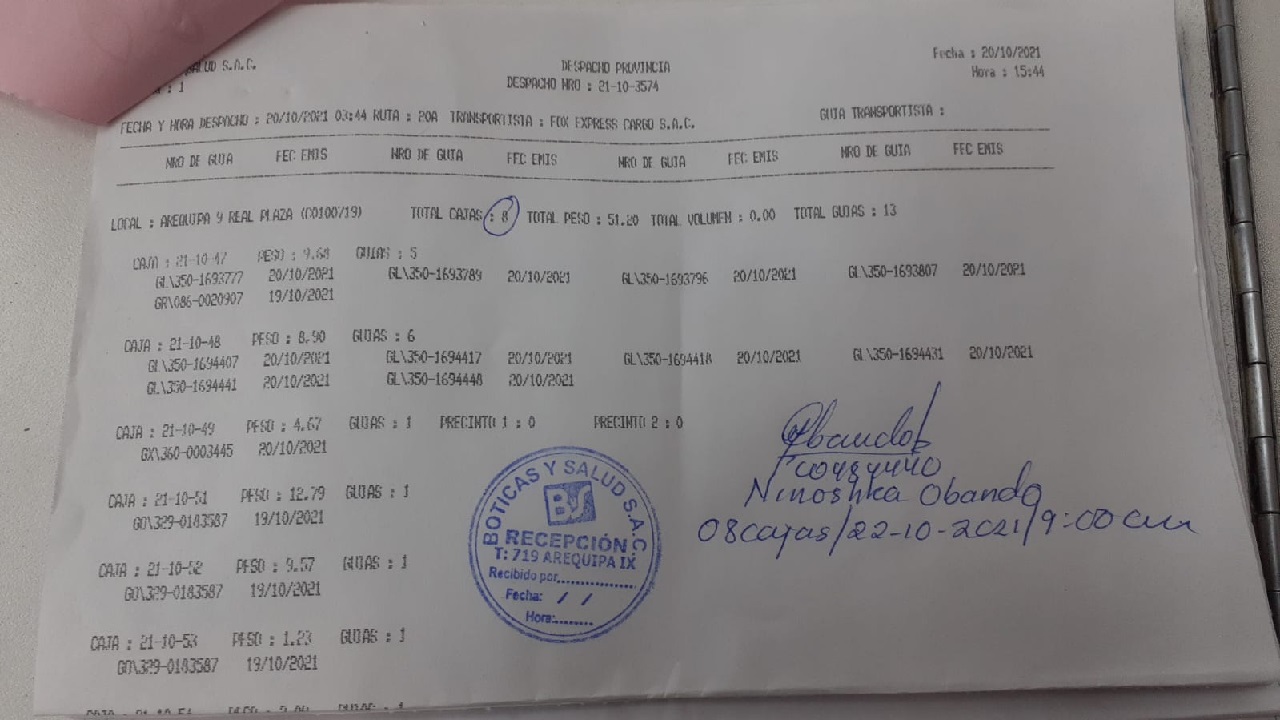 SALUD S.A.C.
DESPACHO PROVINCIA
Fecha : 20/10/2021
: 1
DESPACHO NRO : 21-10-3574
Hora : 15:44
FECHA Y HORA DESPACHO : 20/10/2021 03:44 RUTA : 20A TRANSPORTISTA : FOX EXPRESS CARGO S.A.C.
GUIA TRANSPORTISTA :
NRO DE GUIA FEC EMIS NRO DE GUIA FEC EMIS NRO DE GUIA FEC EMIS NRO DE GUIA FEC EMIS
LOCAL : AREQUIPA 9 REAL PLAZA (C0100719) TOTAL CAJAS : 8 TOTAL PESO : 51.20 TOTAL VOLUMEM : 0.00 TOTAL GUIAS : 13
CAJA : 21-10-47 PESO : 9.64 GUIAS : 5
GL\350-1693777 20/10/2021 GL\350-1693789 20/10/2021 GL\350-1693796 20/10/2021 GL\350-1693807 20/10/2021
GR\086-0020907 19/10/2021
CAJA : 21-10-48 PESO : 8.90 GUIAS : 6
GL\350-1694407 20/10/2021 GL\350-1694417 20/10/2021 GL\350-1694418 20/10/2021 GL\350-1694431 20/10/2021
GL\350-1694441 20/10/2021 GL\350-1694448 20/10/2021
CAJA : 21-10-49 PESO : 4.67 GUIAS : 1 PRECINTO 1 : 0 PRECINTO 2 : 0
GX\360-0003445 20/10/2021
CAJA : 21-10-51 PESO : 12.79 GUIAS : 1
GO\329-0183587 19/10/2021
CAJA : 21-10-52 PESO : 9.57 GUIAS : 1
GO\329-0183587 19/10/2021
CAJA : 21-10-53 PESO : 1.23 GUIAS : 1
GO\329-0183587 19/10/2021
CAJA : 21-10-54 GUIAS : 1
BOTICAS Y SALUD S.A.C
BS
RECEPCIÓN
T: 719 AREQUIPA IX
Recibido por
Fecha: / /
Hora:
Obando
Ninoshka Obando
08cajas/22-10-2021/9:00am